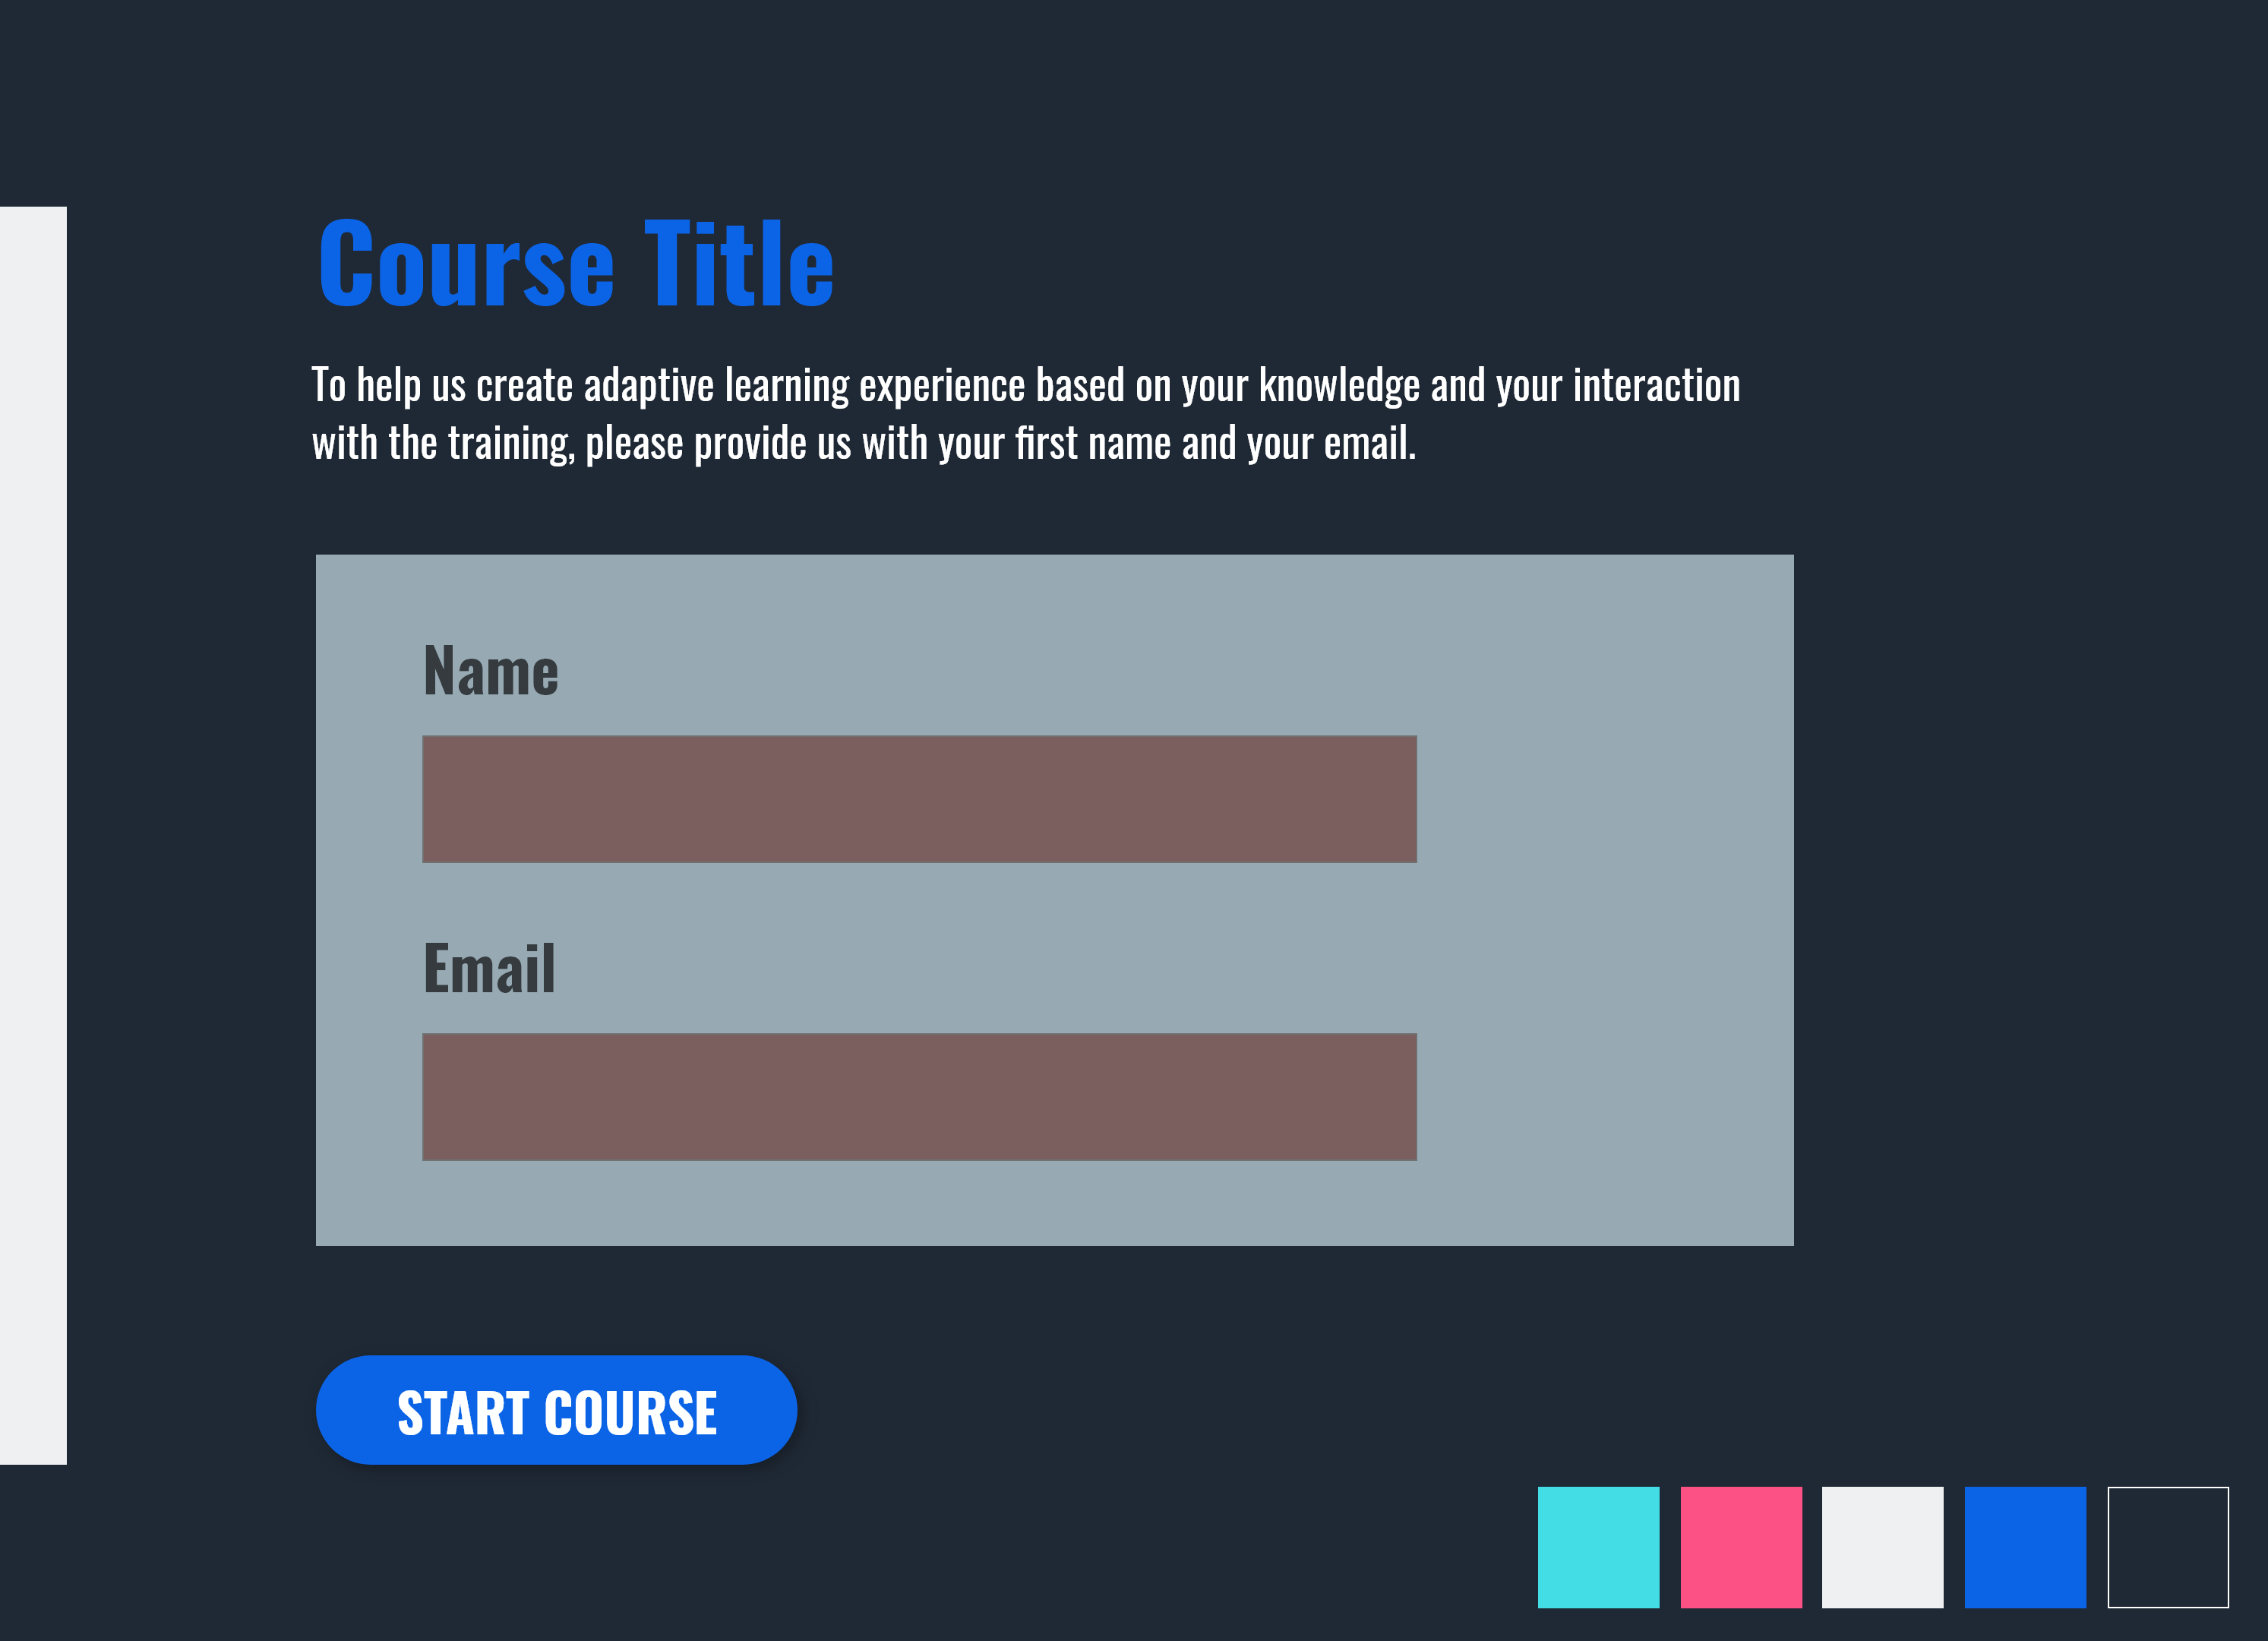 Course Title
To help us create adaptive learning experience based on your knowledge and your interaction
with the training, please provide us with your first name and your email.
Name
Email
START COURSE